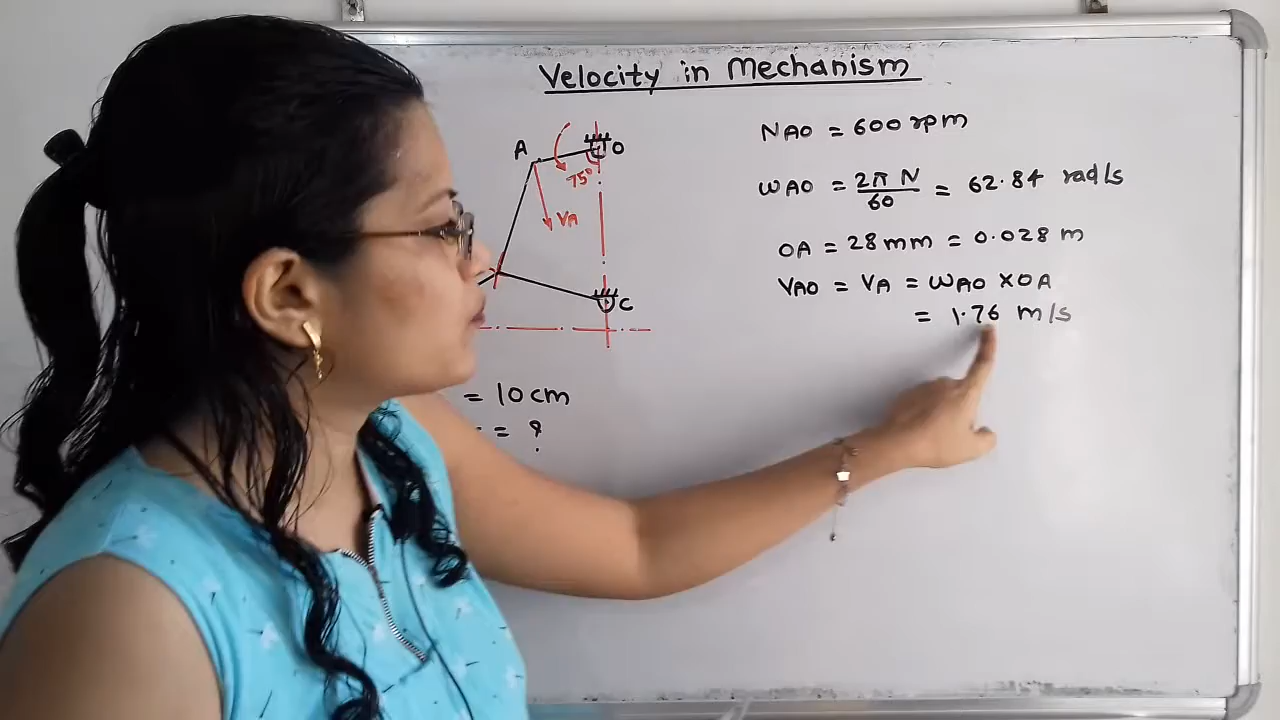 Velocity in Mechanism
A
O
75°
VA
C
= 10 cm
= ?
NAO = 600 rpm
ωAO = 2π N / 60 = 62.84 rad/s
OA = 28 mm = 0.028 m
VAO = VA = ωAO × OA
= 1.76 m/s